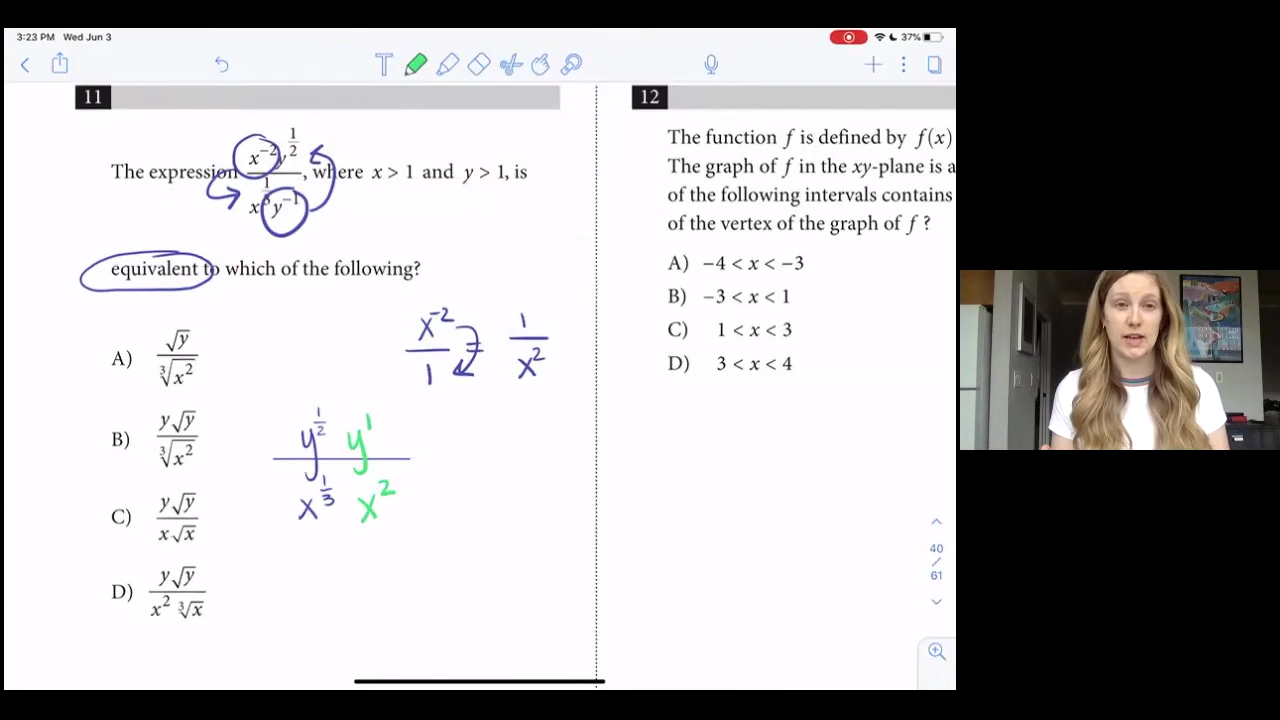 3:23 PM Wed Jun 3
37%
T
11
The expression x⁻² y^(1/2) / x^(1/3) y⁻¹, where x > 1 and y > 1, is
equivalent to which of the following?
A) √y / ∛x²
B) y√y / ∛x²
C) y√y / x√x
D) y√y / x² ∛x
x⁻² / 1 = 1 / x²
y^(1/2) y¹ / x^(1/3) x²
12
The function f is defined by f(x)
The graph of f in the xy-plane is a
of the following intervals contains
of the vertex of the graph of f ?
A) −4 < x < −3
B) −3 < x < 1
C) 1 < x < 3
D) 3 < x < 4
40
/
61